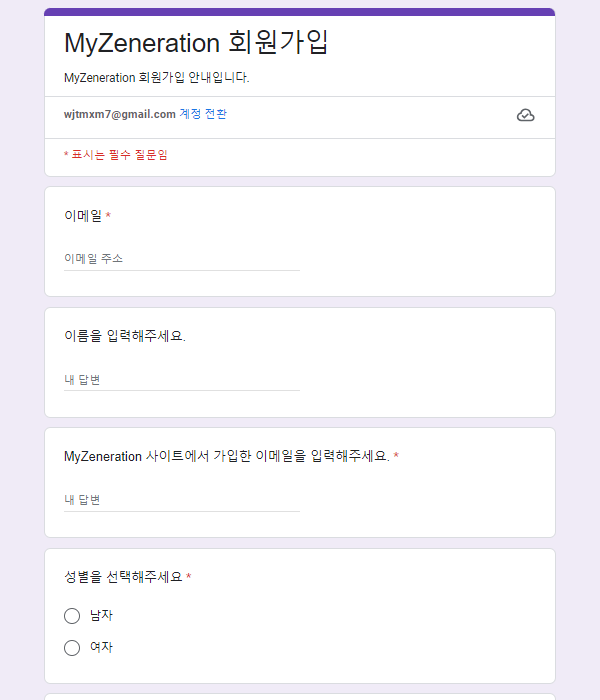 MyZeneration 회원가입
MyZeneration 회원가입 안내입니다.
wjtmxm7@gmail.com 계정 전환
* 표시는 필수 질문임
이메일 *
이메일 주소
이름을 입력해주세요.
내 답변
MyZeneration 사이트에서 가입한 이메일을 입력해주세요. *
내 답변
성별을 선택해주세요 *
남자
여자